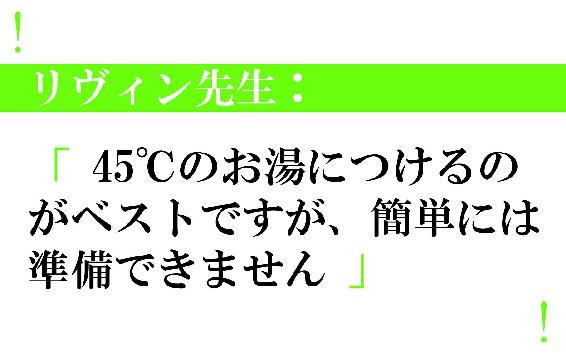 !
リヴィン先生：
「 45℃のお湯につけるの
がベストですが、簡単には
準備できません 」
!